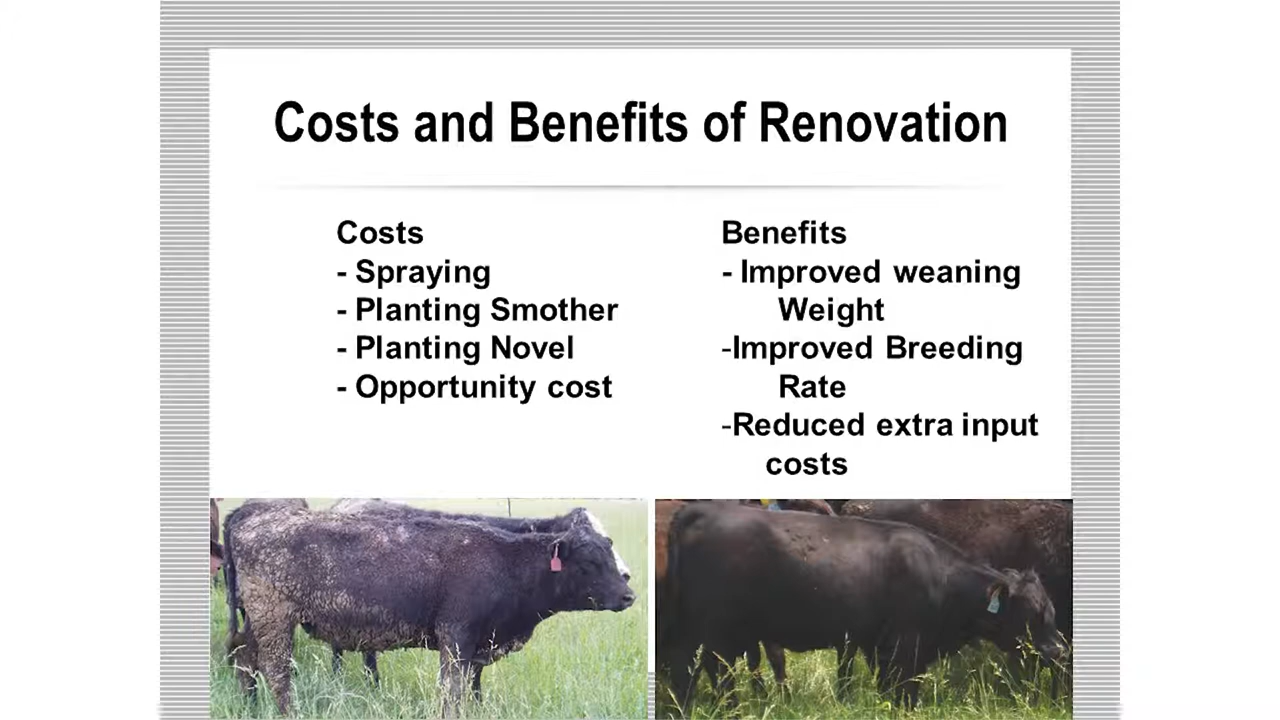 Costs and Benefits of Renovation
Costs
- Spraying
- Planting Smother
- Planting Novel
- Opportunity cost
Benefits
- Improved weaning
Weight
-Improved Breeding
Rate
-Reduced extra input
costs